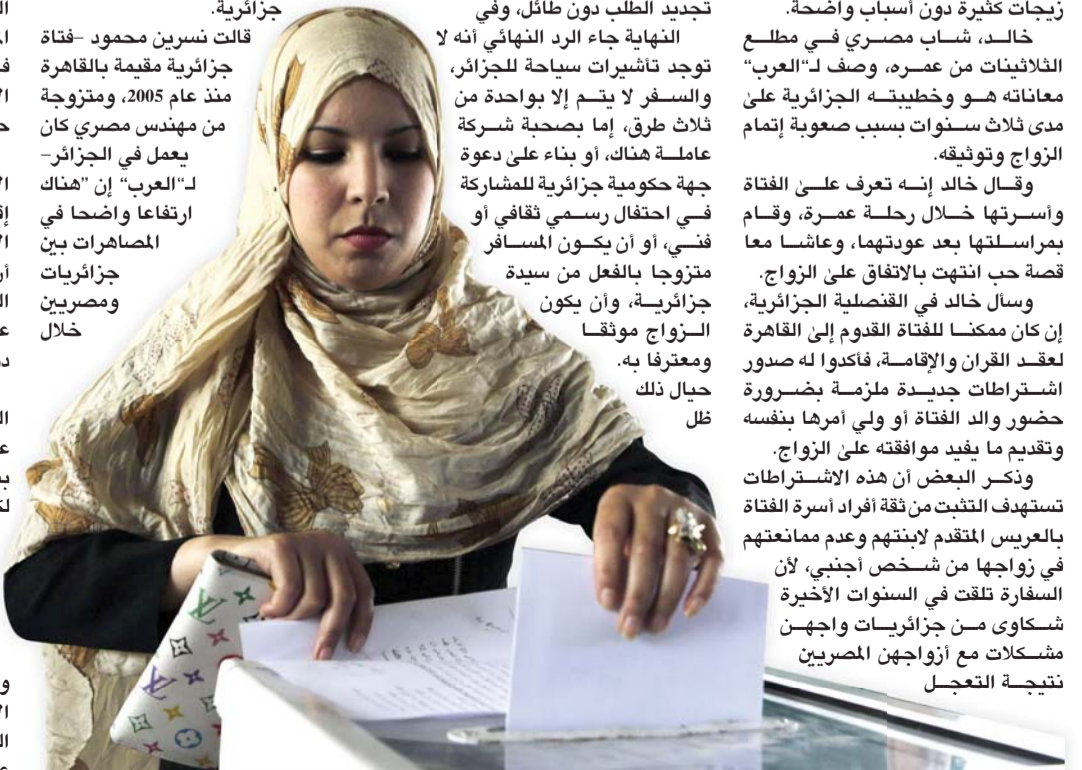 زيجات كثيرة دون أسباب واضحة.
خالد، شاب مصري في مطلع
الثلاثينات من عمره، وصف لـ"العرب"
معاناته هو وخطيبته الجزائرية على
مدى ثلاث سنوات بسبب صعوبة إتمام
الزواج وتوثيقه.
وقال خالد إنه تعرف على الفتاة
وأسرتها خلال رحلة عمرة، وقام
بمراسلتها بعد عودتهما، وعاشا معا
قصة حب انتهت بالاتفاق على الزواج.
وسأل خالد في القنصلية الجزائرية،
إن كان ممكنا للفتاة القدوم إلى القاهرة
لعقد القران والإقامة، فأكدوا له صدور
اشتراطات جديدة ملزمة بضرورة
حضور والد الفتاة أو ولي أمرها بنفسه
وتقديم ما يفيد موافقته على الزواج.
وذكر البعض أن هذه الاشتراطات
تستهدف التثبت من ثقة أفراد أسرة الفتاة
بالعريس المتقدم لابنتهم وعدم ممانعتهم
في زواجها من شخص أجنبي، لأن
السفارة تلقت في السنوات الأخيرة
شكاوى من جزائريات واجهن
مشكلات مع أزواجهن المصريين
نتيجة التعجل
تجديد الطلب دون طائل، وفي
النهاية جاء الرد النهائي أنه لا
توجد تأشيرات سياحة للجزائر،
والسفر لا يتم إلا بواحدة من
ثلاث طرق، إما بصحبة شركة
عاملة هناك، أو بناء على دعوة
جهة حكومية جزائرية للمشاركة
في احتفال رسمي ثقافي أو
فني، أو أن يكون المسافر
متزوجا بالفعل من سيدة
جزائرية، وأن يكون
الزواج موثقا
ومعترفا به.
حيال ذلك
ظل
جزائرية.
قالت نسرين محمود –فتاة
جزائرية مقيمة بالقاهرة
منذ عام 2005، ومتزوجة
من مهندس مصري كان
يعمل في الجزائر–
لـ"العرب" إن "هناك
ارتفاعا واضحا في
المصاهرات بين
جزائريات
ومصريين
خلال